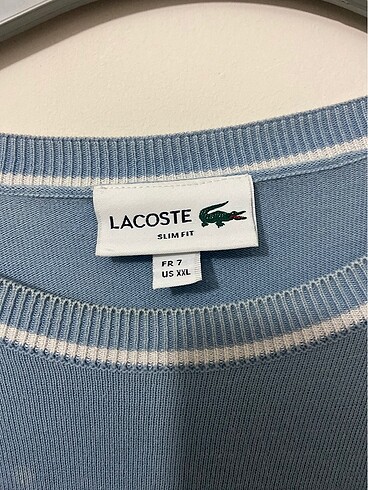 LACOSTE
SLIM FIT
FR 7
US XXL